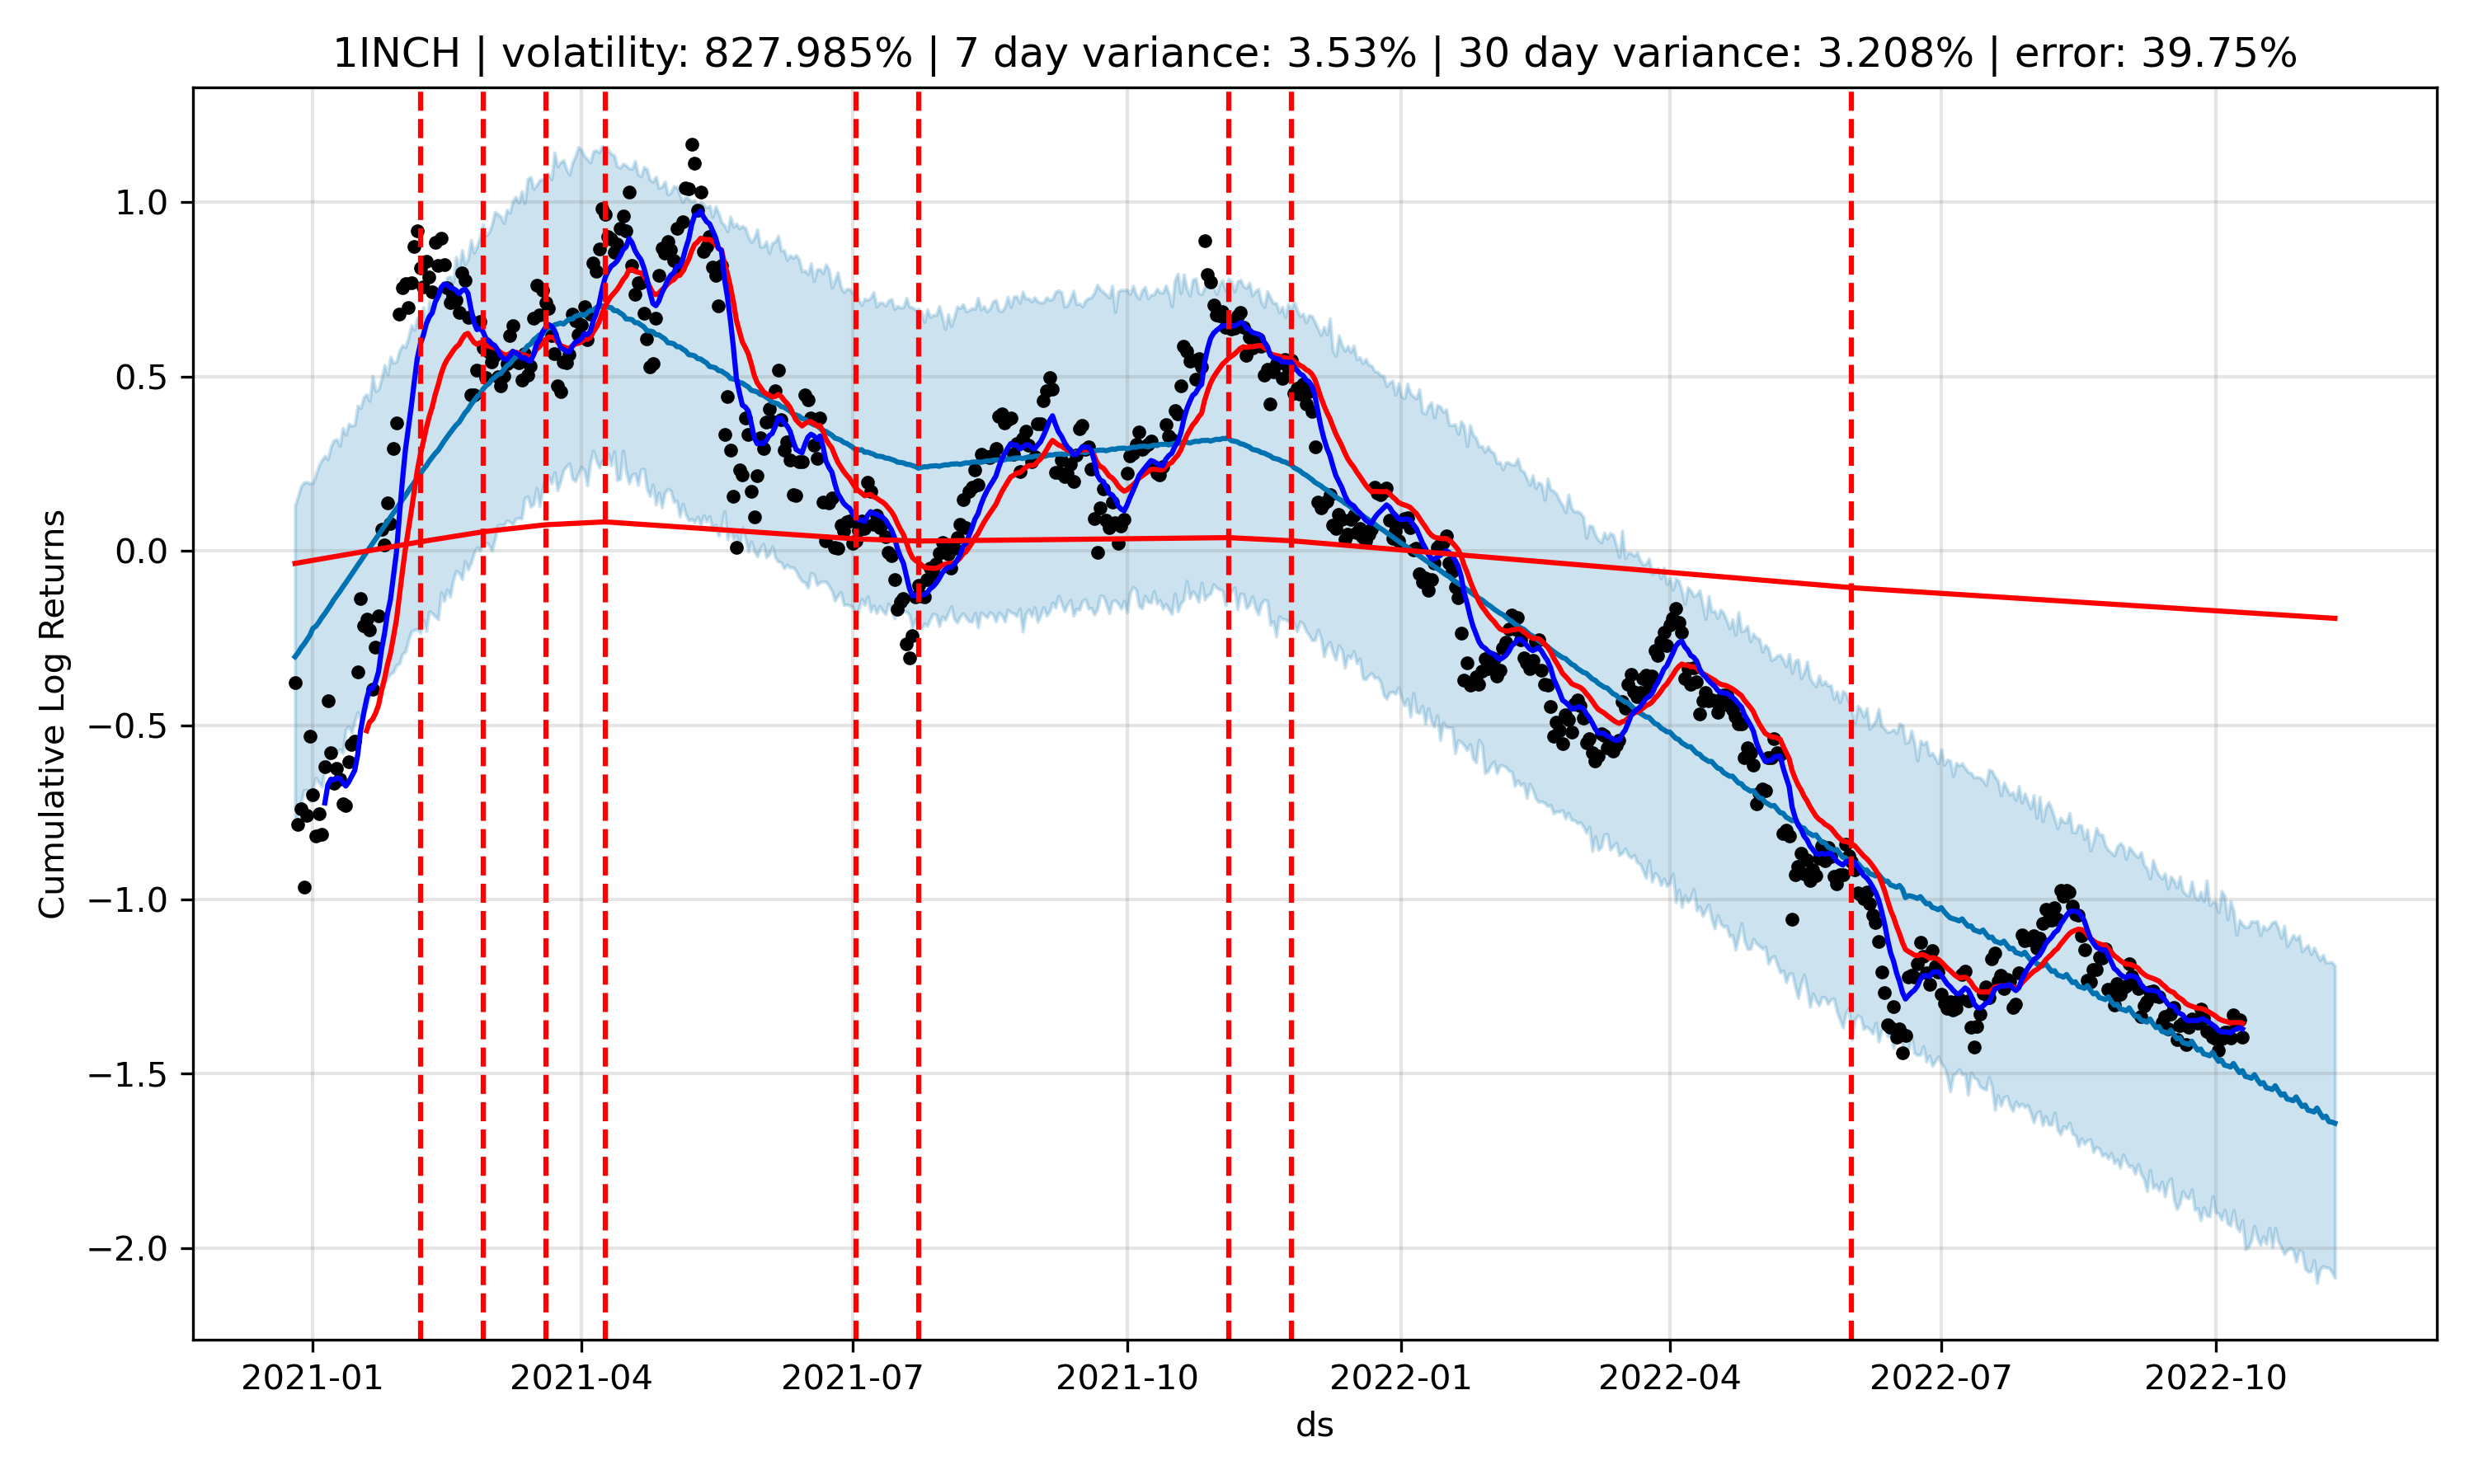 1INCH | volatility: 827.985% | 7 day variance: 3.53% | 30 day variance: 3.208% | error: 39.75%
Cumulative Log Returns
1.0
0.5
0.0
−0.5
−1.0
−1.5
−2.0
2021-01 2021-04 2021-07 2021-10 2022-01 2022-04 2022-07 2022-10
ds